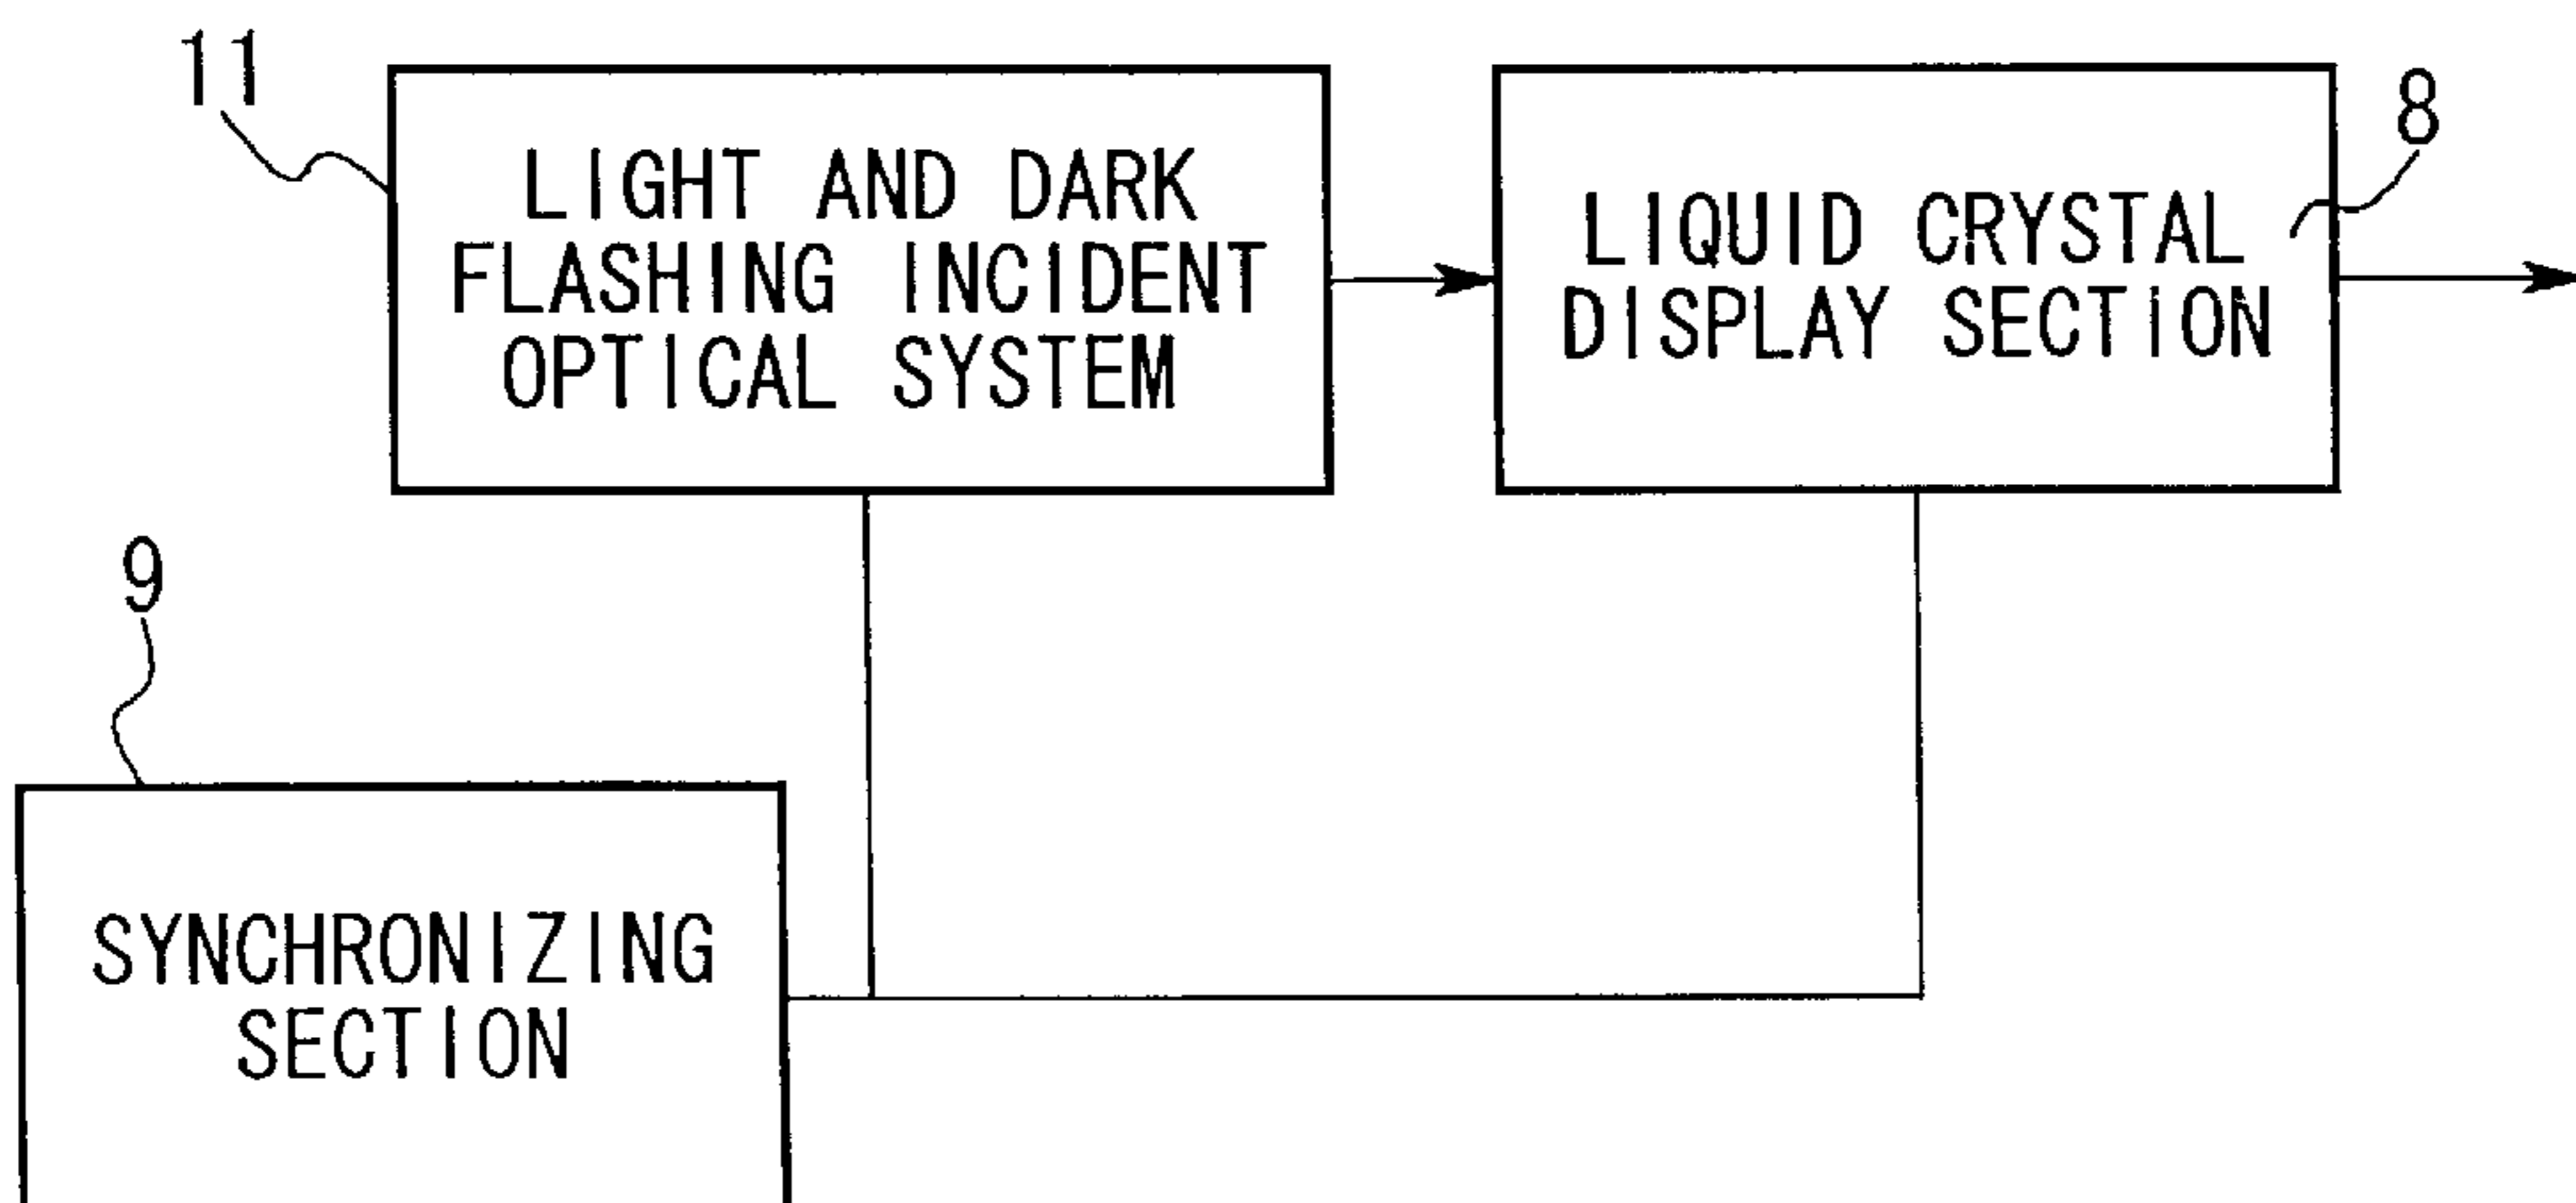 11
LIGHT AND DARK
FLASHING INCIDENT
OPTICAL SYSTEM
8
LIQUID CRYSTAL
DISPLAY SECTION
9
SYNCHRONIZING
SECTION